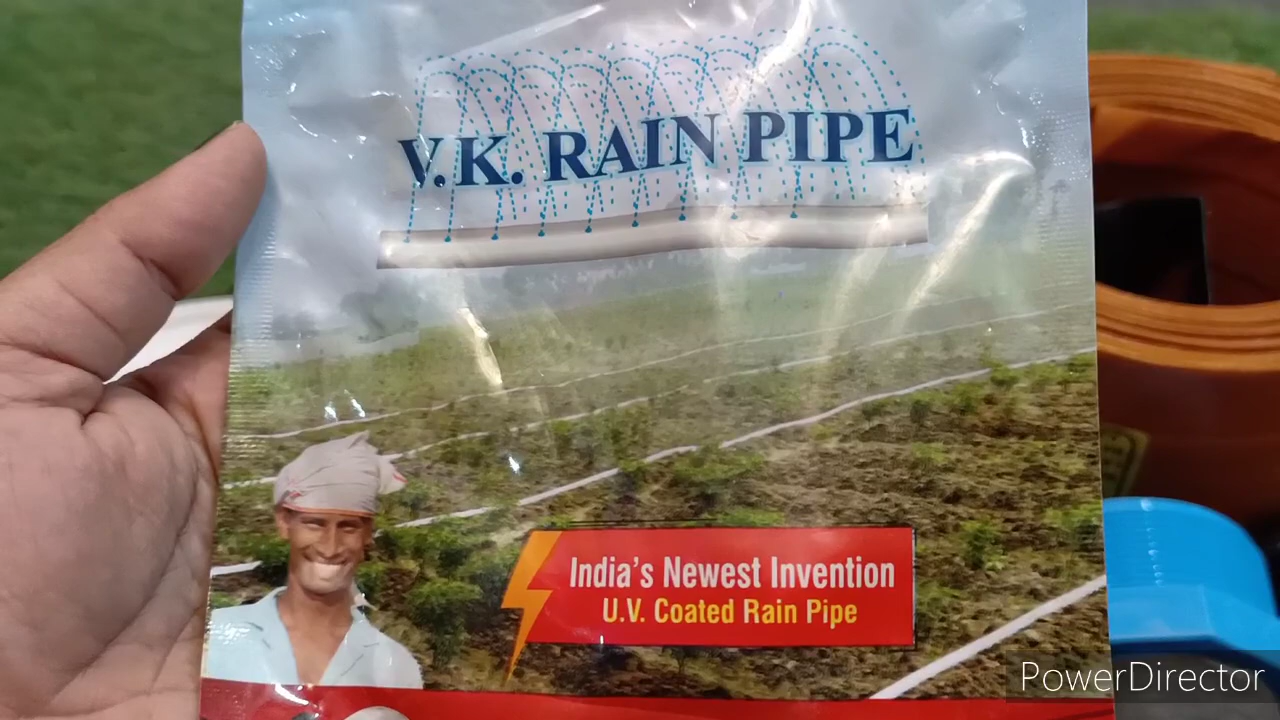 V.K. RAIN PIPE
India's Newest Invention
U.V. Coated Rain Pipe
PowerDirector